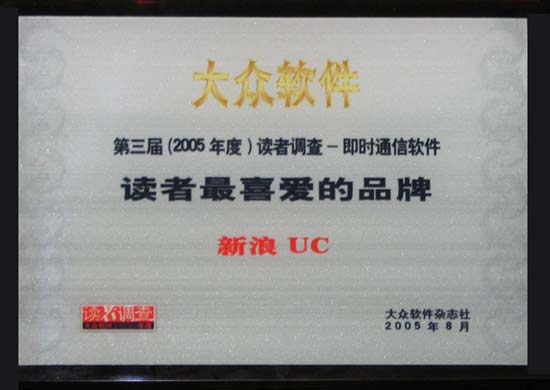 大众软件
第三届(2005年度)读者调查-即时通信软件
读者最喜爱的品牌
新浪 UC
读者调查
大众软件杂志社
2005年8月